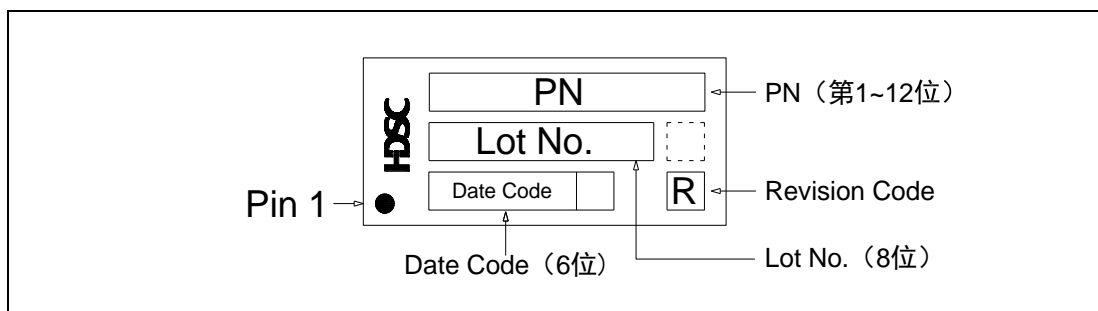 PN
PN（第1~12位）
HDSC
Lot No.
Date Code
R
Revision Code
Pin 1
Date Code（6位）
Lot No.（8位）